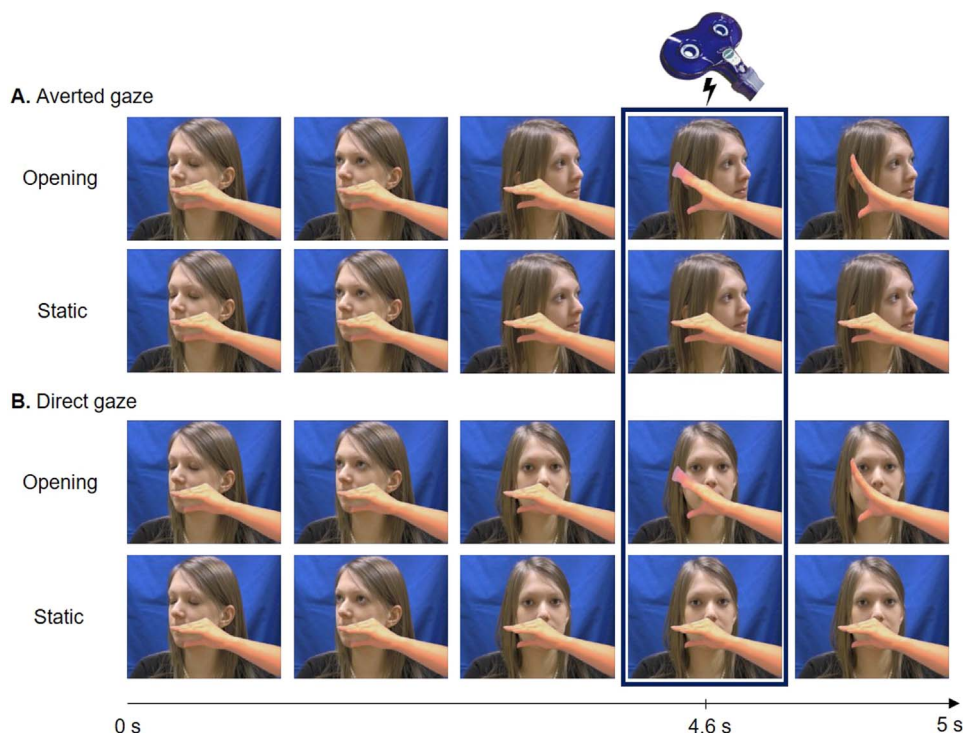 A. Averted gaze
Opening
Static
B. Direct gaze
Opening
Static
0 s
4.6 s
5 s